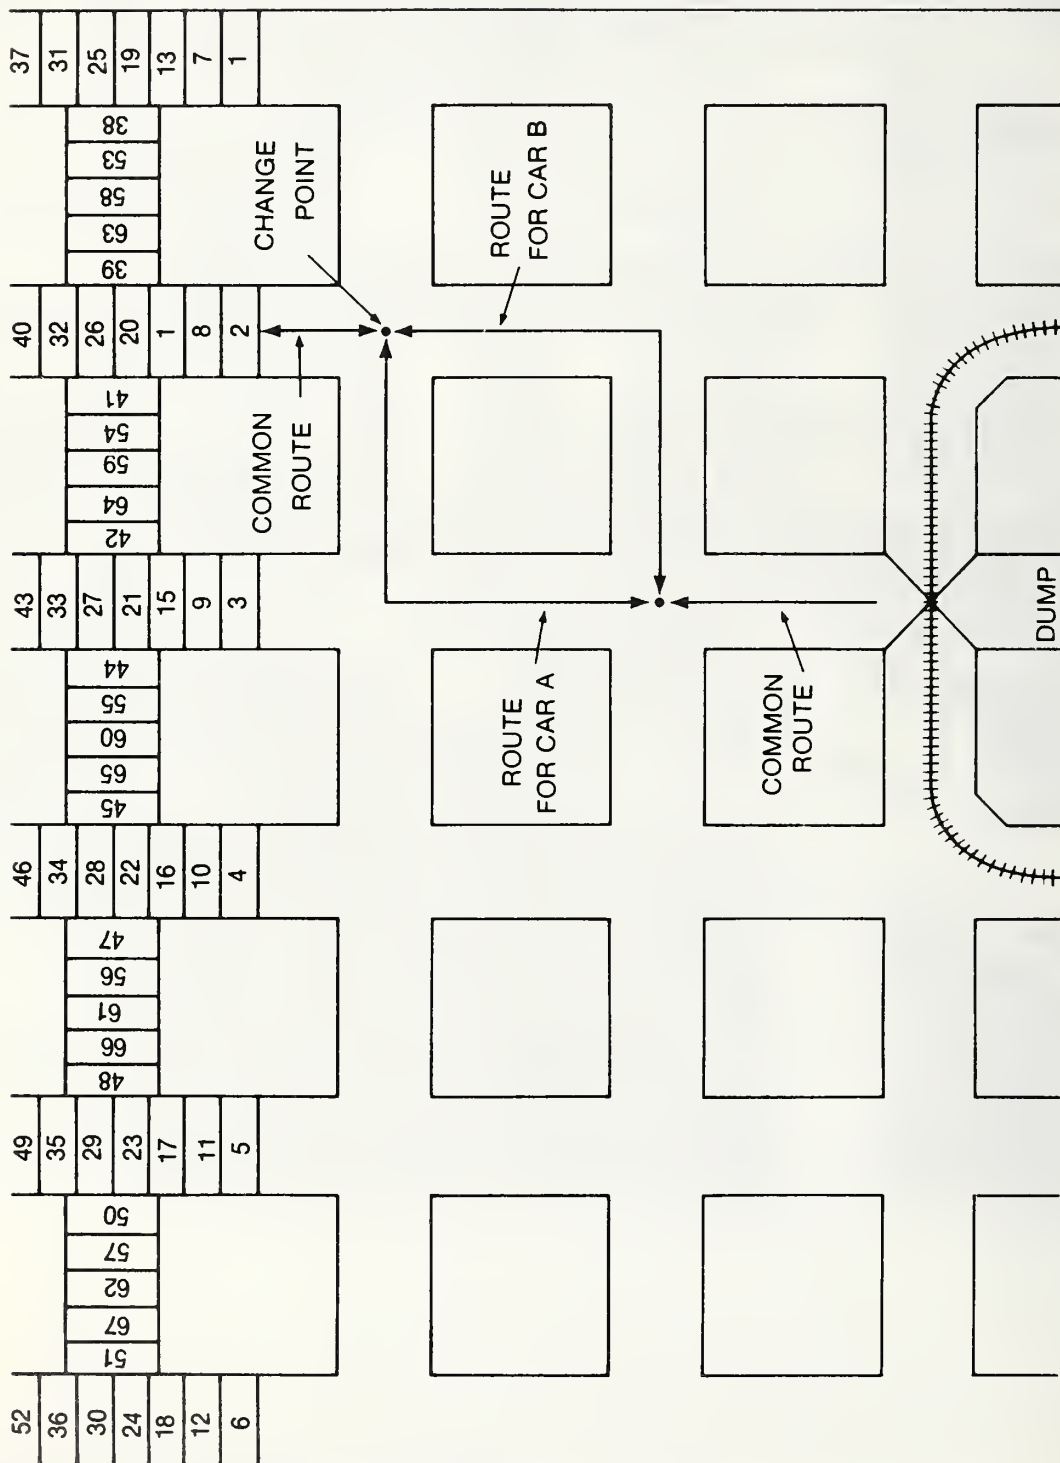 37 31 25 19 13 7 1
38
53
58
63
39
CHANGE
POINT
ROUTE
FOR CAR B
40 32 26 20 1 8 2
41
54
59
64
42
COMMON
ROUTE
43 33 27 21 15 9 3
DUMP
44
55
60
65
45
ROUTE
FOR CAR A
COMMON
ROUTE
46 34 28 22 16 10 4
47
56
61
66
48
49 35 29 23 17 11 5
50
57
62
67
51
52 36 30 24 18 12 6